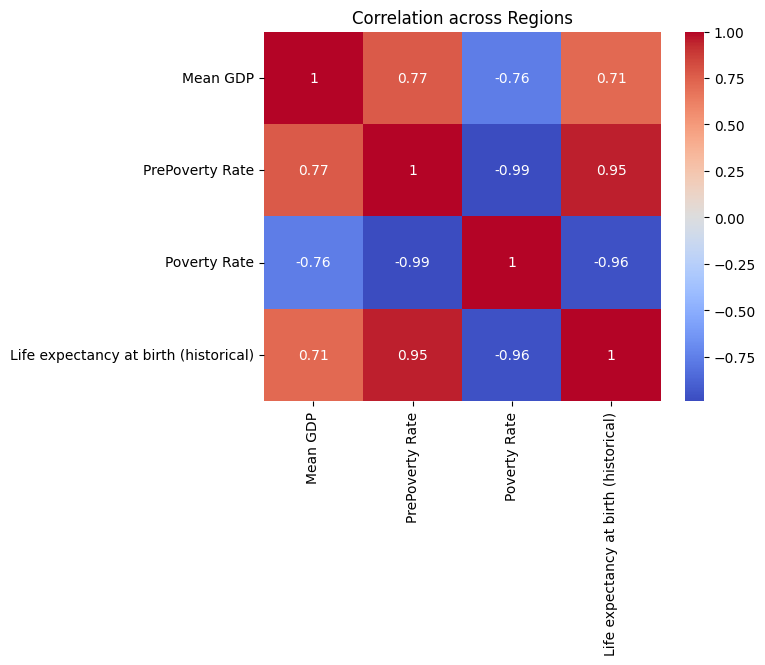 Correlation across Regions
Mean GDP
1
0.77
-0.76
0.71
PrePoverty Rate
0.77
1
-0.99
0.95
Poverty Rate
-0.76
-0.99
1
-0.96
Life expectancy at birth (historical)
0.71
0.95
-0.96
1
Mean GDP
PrePoverty Rate
Poverty Rate
Life expectancy at birth (historical)
1.00
0.75
0.50
0.25
0.00
−0.25
−0.50
−0.75